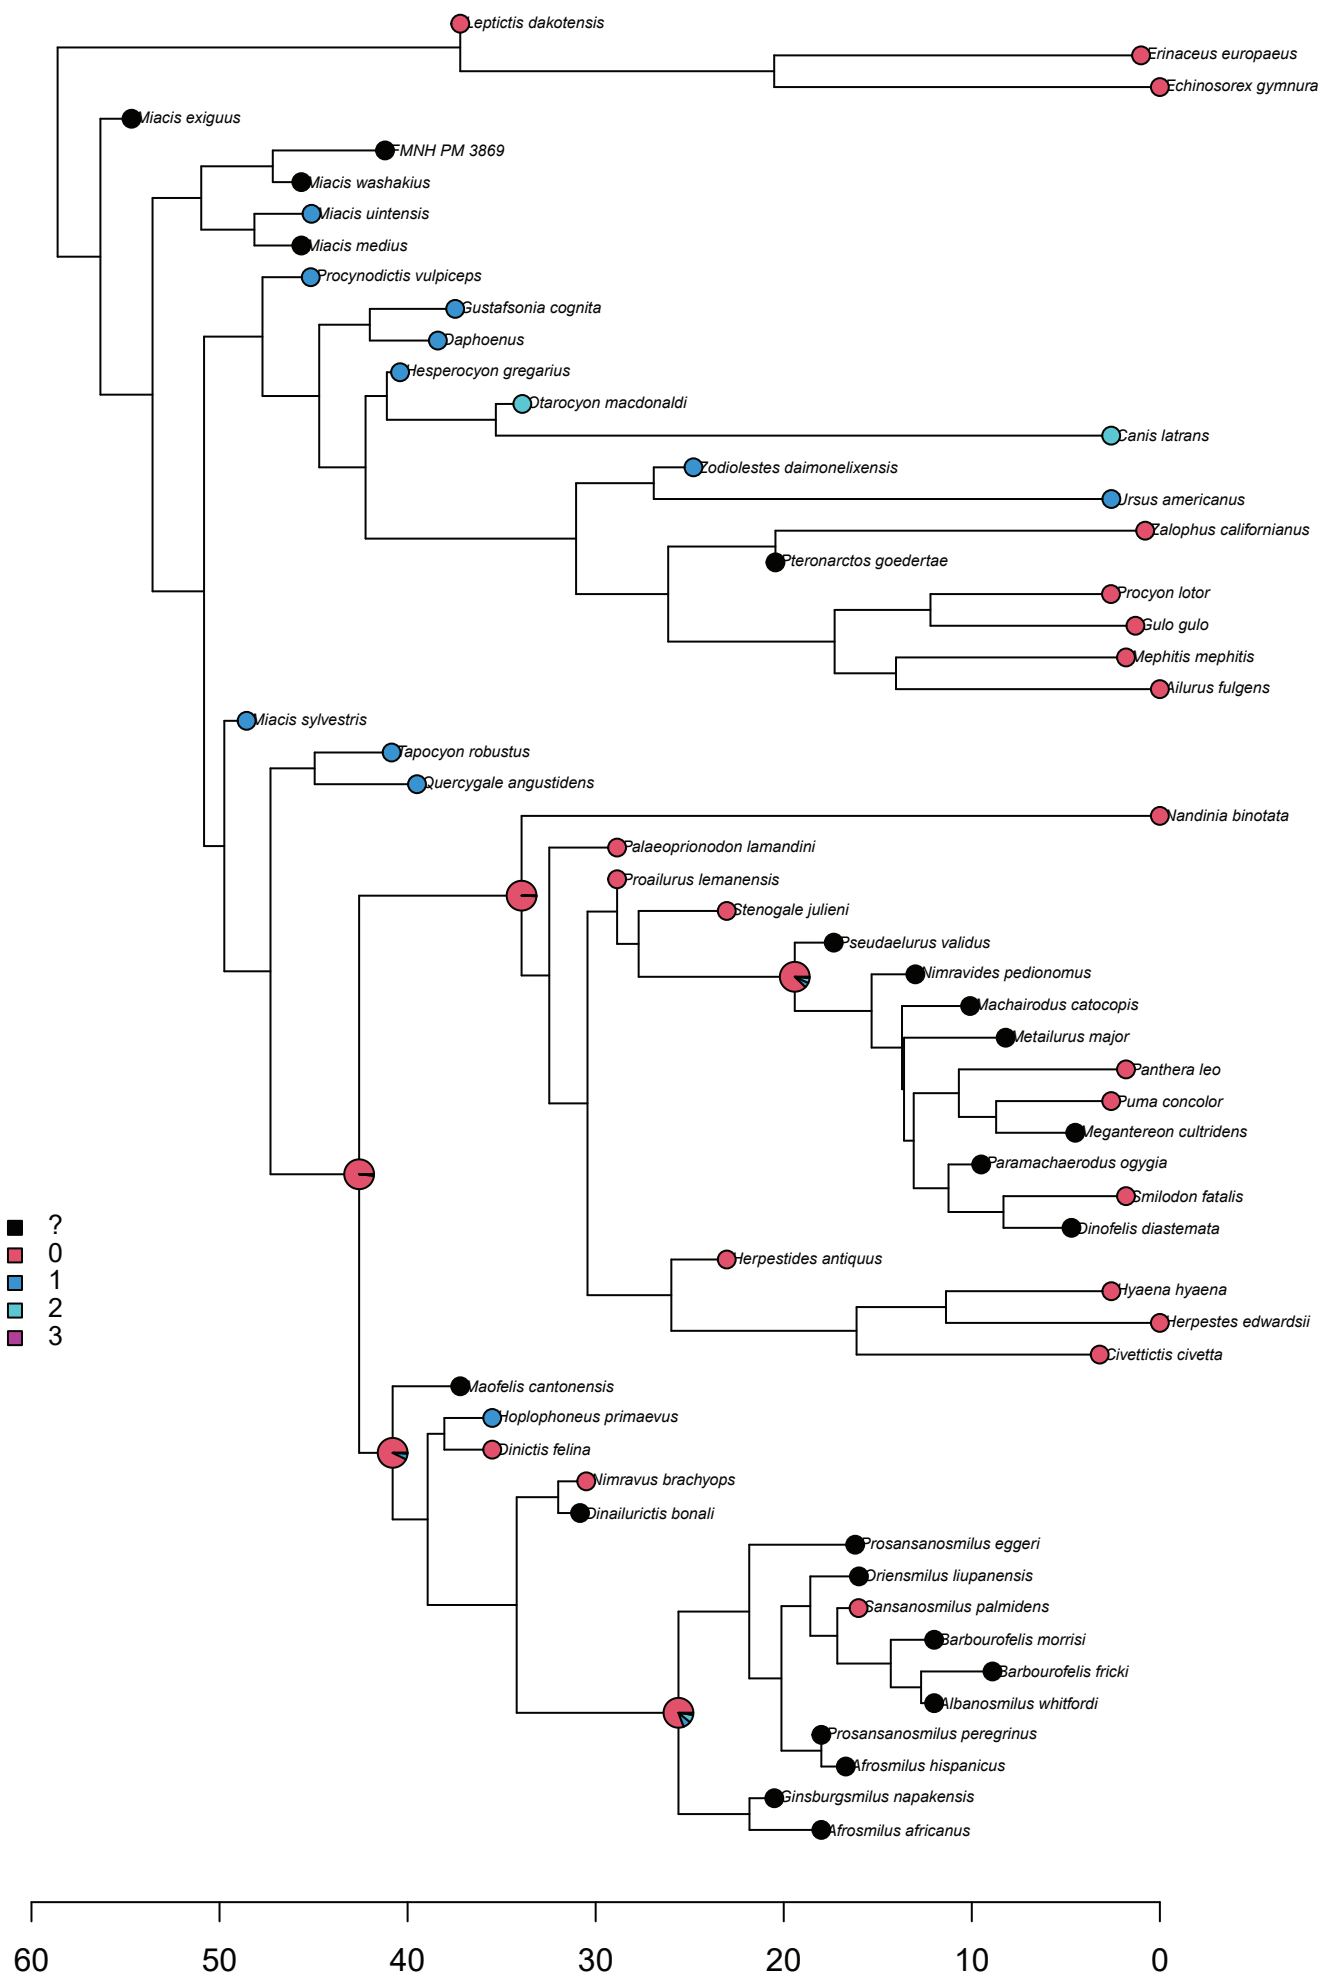 Leptictis dakotensis
Erinaceus europaeus
Echinosorex gymnura
Miacis exiguus
FMNH PM 3869
Miacis washakius
Miacis uintensis
Miacis medius
Procynodictis vulpiceps
Gustafsonia cognita
Daphoenus
Hesperocyon gregarius
Otarocyon macdonaldi
Canis latrans
Zodiolestes daimonelixensis
Ursus americanus
Zalophus californianus
Pteronarctos goedertae
Procyon lotor
Gulo gulo
Mephitis mephitis
Ailurus fulgens
Miacis sylvestris
Tapocyon robustus
Quercygale angustidens
Nandinia binotata
Palaeoprionodon lamandini
Proailurus lemanensis
Stenogale julieni
Pseudaelurus validus
Nimravides pedionomus
Machairodus catocopis
Metailurus major
Panthera leo
Puma concolor
Megantereon cultridens
Paramachaerodus ogygia
Smilodon fatalis
Dinofelis diastemata
Herpestides antiquus
Hyaena hyaena
Herpestes edwardsii
Civettictis civetta
Maofelis cantonensis
Hoplophoneus primaevus
Dinictis felina
Nimravus brachyops
Dinailurictis bonali
Prosansanosmilus eggeri
Oriensmilus liupanensis
Sansanosmilus palmidens
Barbourofelis morrisi
Barbourofelis fricki
Albanosmilus whitfordi
Prosansanosmilus peregrinus
Afrosmilus hispanicus
Ginsburgsmilus napakensis
Afrosmilus africanus
?
0
1
2
3
60 50 40 30 20 10 0